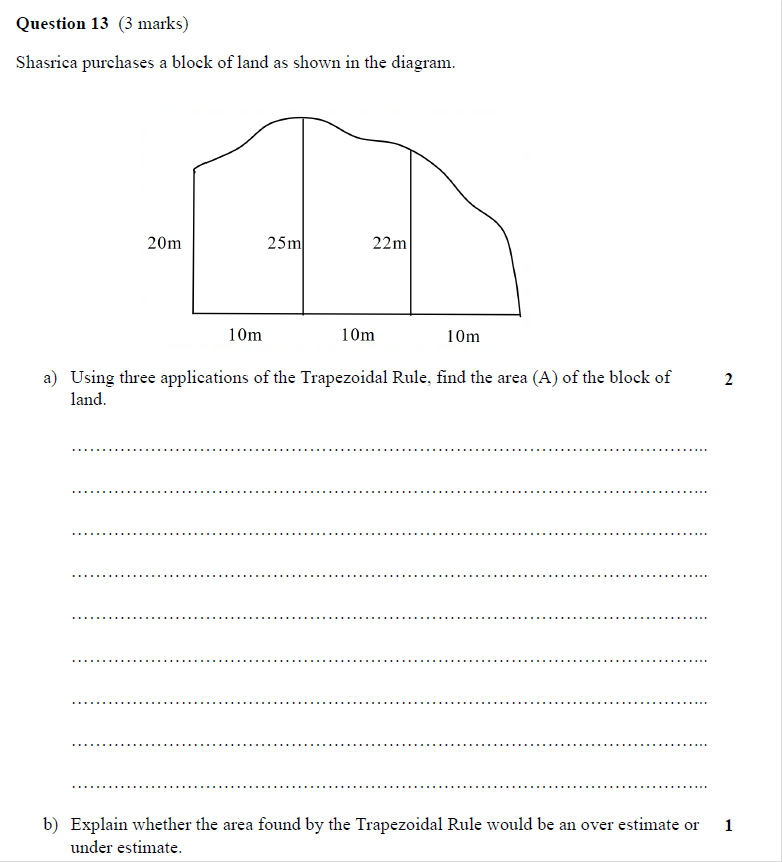 Question 13 (3 marks)
Shasrica purchases a block of land as shown in the diagram.
20m 25m 22m
10m 10m 10m
a) Using three applications of the Trapezoidal Rule, find the area (A) of the block of 2
land.
b) Explain whether the area found by the Trapezoidal Rule would be an over estimate or 1
under estimate.